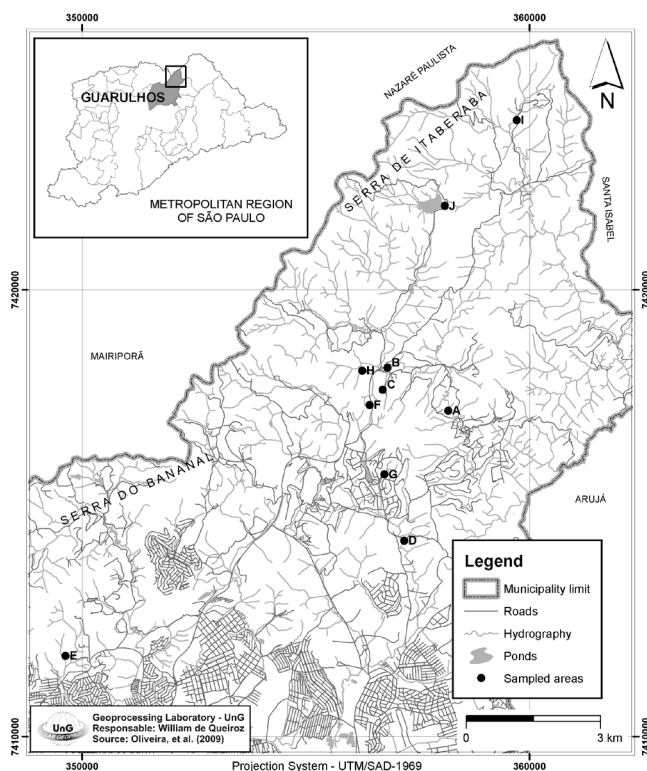 350000
360000
GUARULHOS
METROPOLITAN REGION
OF SÃO PAULO
NAZARÉ PAULISTA
N
SERRA DE ITABERABA
I
SANTA ISABEL
J
7420000
7420000
MAIRIPORÃ
B
H
C
F
A
G
SERRA DO BANANAL
ARUJÁ
D
E
Legend
Municipality limit
Roads
Hydrography
Ponds
Sampled areas
3 km
UnG
Geoprocessing Laboratory - UnG
Responsable: William de Queiroz
Source: Oliveira, et al. (2009)
7410000
7410000
350000
Projection System - UTM/SAD-1969
360000